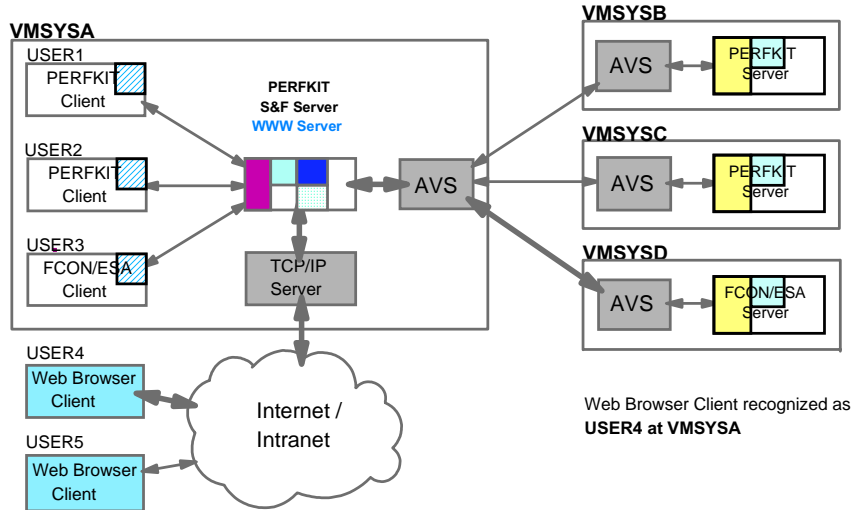 VMSYSA
USER1
PERFKIT
Client
USER2
PERFKIT
Client
USER3
FCON/ESA
Client
PERFKIT
S&F Server
WWW Server
AVS
TCP/IP
Server
VMSYSB
AVS
PERFKIT
Server
VMSYSC
AVS
PERFKIT
Server
VMSYSD
AVS
FCON/ESA
Server
USER4
Web Browser
Client
USER5
Web Browser
Client
Internet /
Intranet
Web Browser Client recognized as
USER4 at VMSYSA